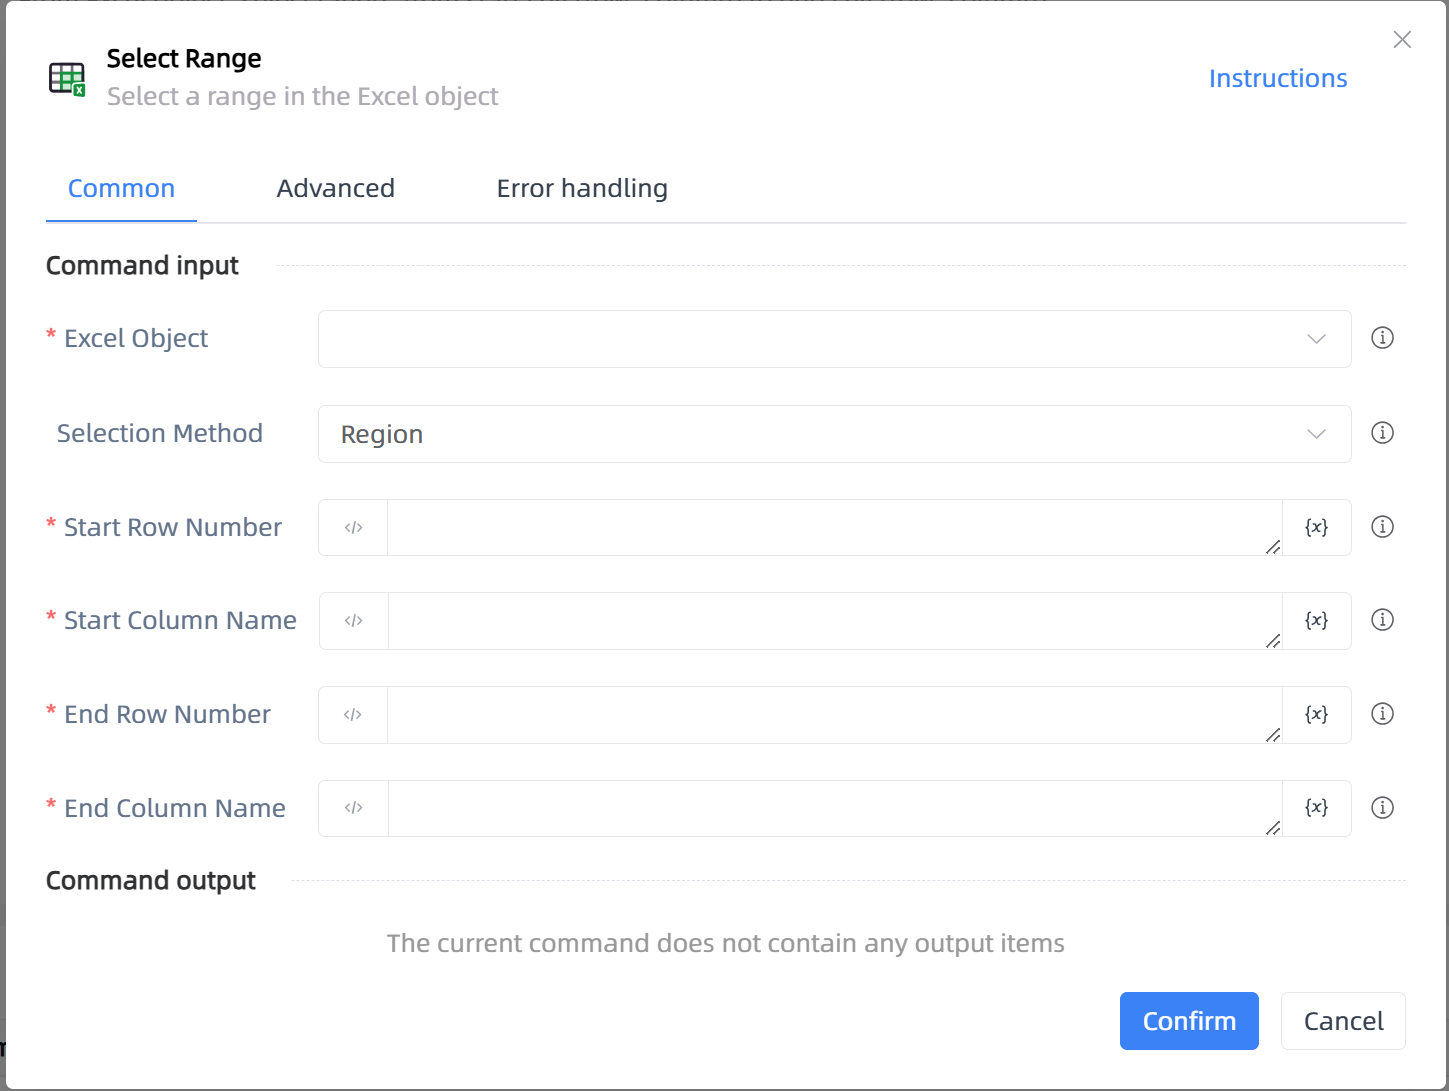 Select Range
Select a range in the Excel object
Instructions
Common
Advanced
Error handling
Command input
* Excel Object
Selection Method
Region
* Start Row Number
</>
{x}
* Start Column Name
</>
{x}
* End Row Number
</>
{x}
* End Column Name
</>
{x}
Command output
The current command does not contain any output items
Confirm
Cancel